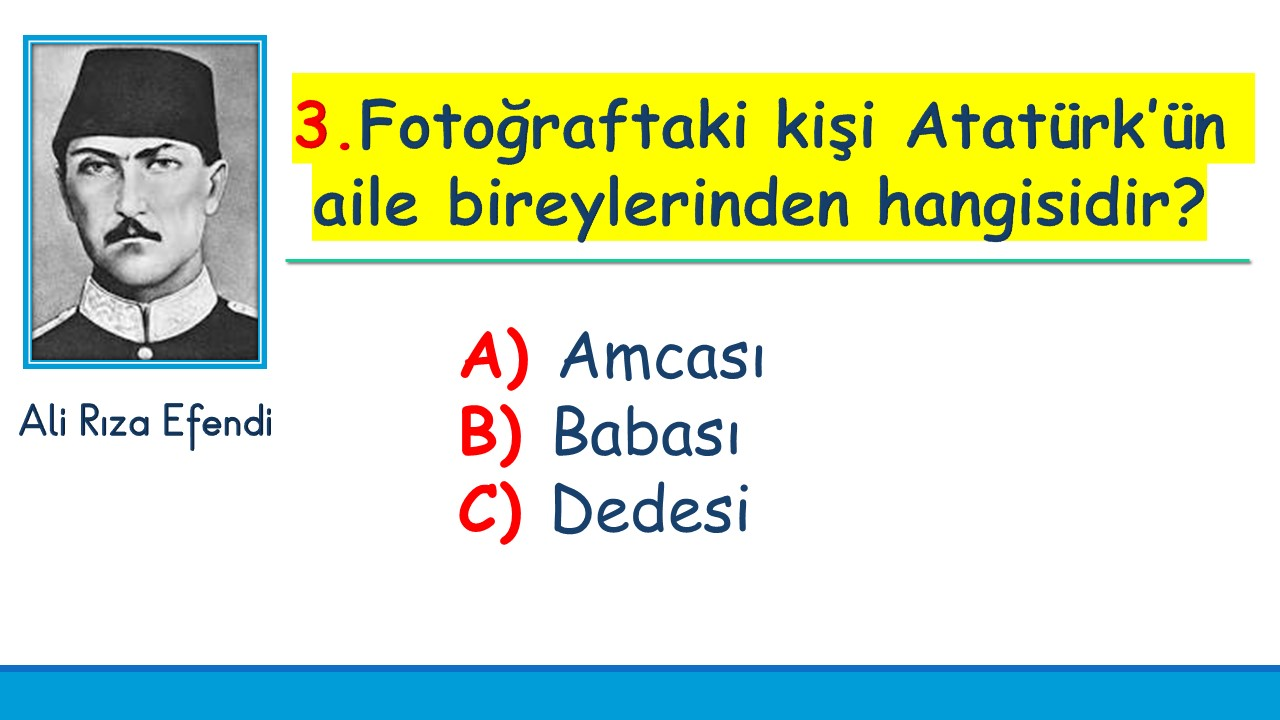 3.Fotoğraftaki kişi Atatürk’ün
aile bireylerinden hangisidir?
Ali Rıza Efendi
A) Amcası
B) Babası
C) Dedesi